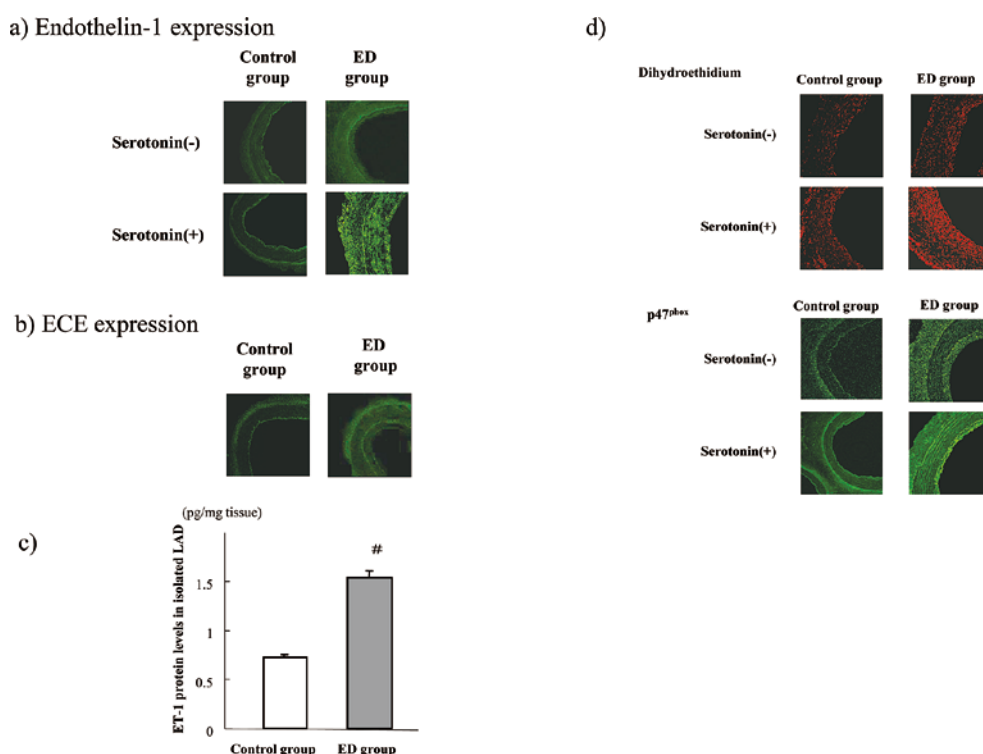 a) Endothelin-1 expression
Control group
ED group
Serotonin(-)
Serotonin(+)
b) ECE expression
Control group
ED group
c)
(pg/mg tissue)
ET-1 protein levels in isolated LAD
1.5
1
0.5
0
#
Control group
ED group
d)
Dihydroethidium
Control group
ED group
Serotonin(-)
Serotonin(+)
p47phox
Control group
ED group
Serotonin(-)
Serotonin(+)